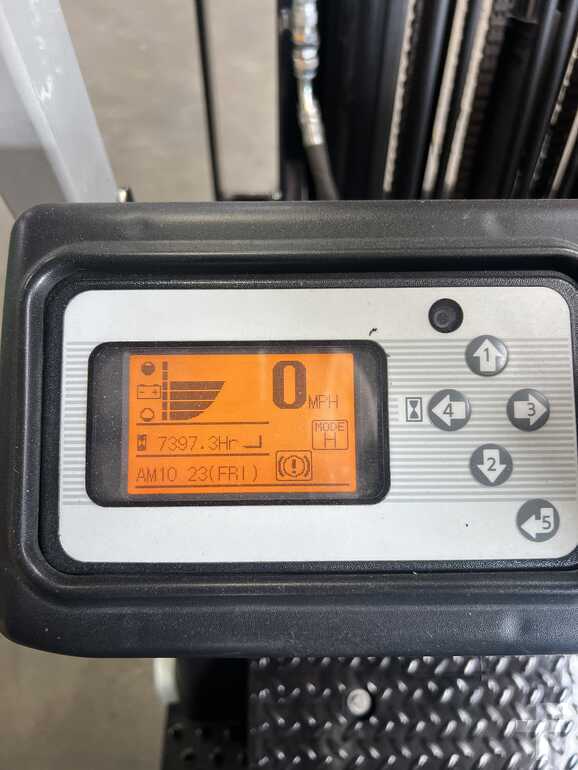 0 MPH
- +
7397.3Hr
MODE
H
AM10 23(FRI)
1
4
3
2
5